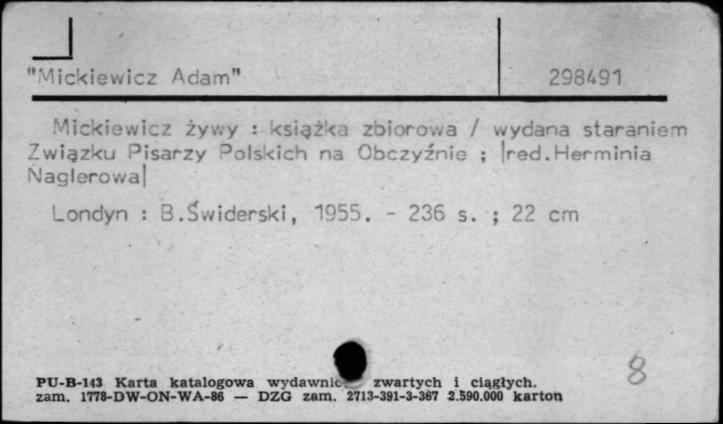 "Mickiewicz Adam" 298491
Mickiewicz żywy : książka zbiorowa / wydana staraniem
Związku Pisarzy Polskich na Obczyźnie ; |red.Herminia
Naglerowa|
Londyn : B.Świderski, 1955. - 236 s. ; 22 cm
8
PU-B-143 Karta katalogowa zwartych i ciągłych.
zam. 1778-DW-ON-WA-86 — DZG zam. 2713-391-3-367 2.590.000 karton